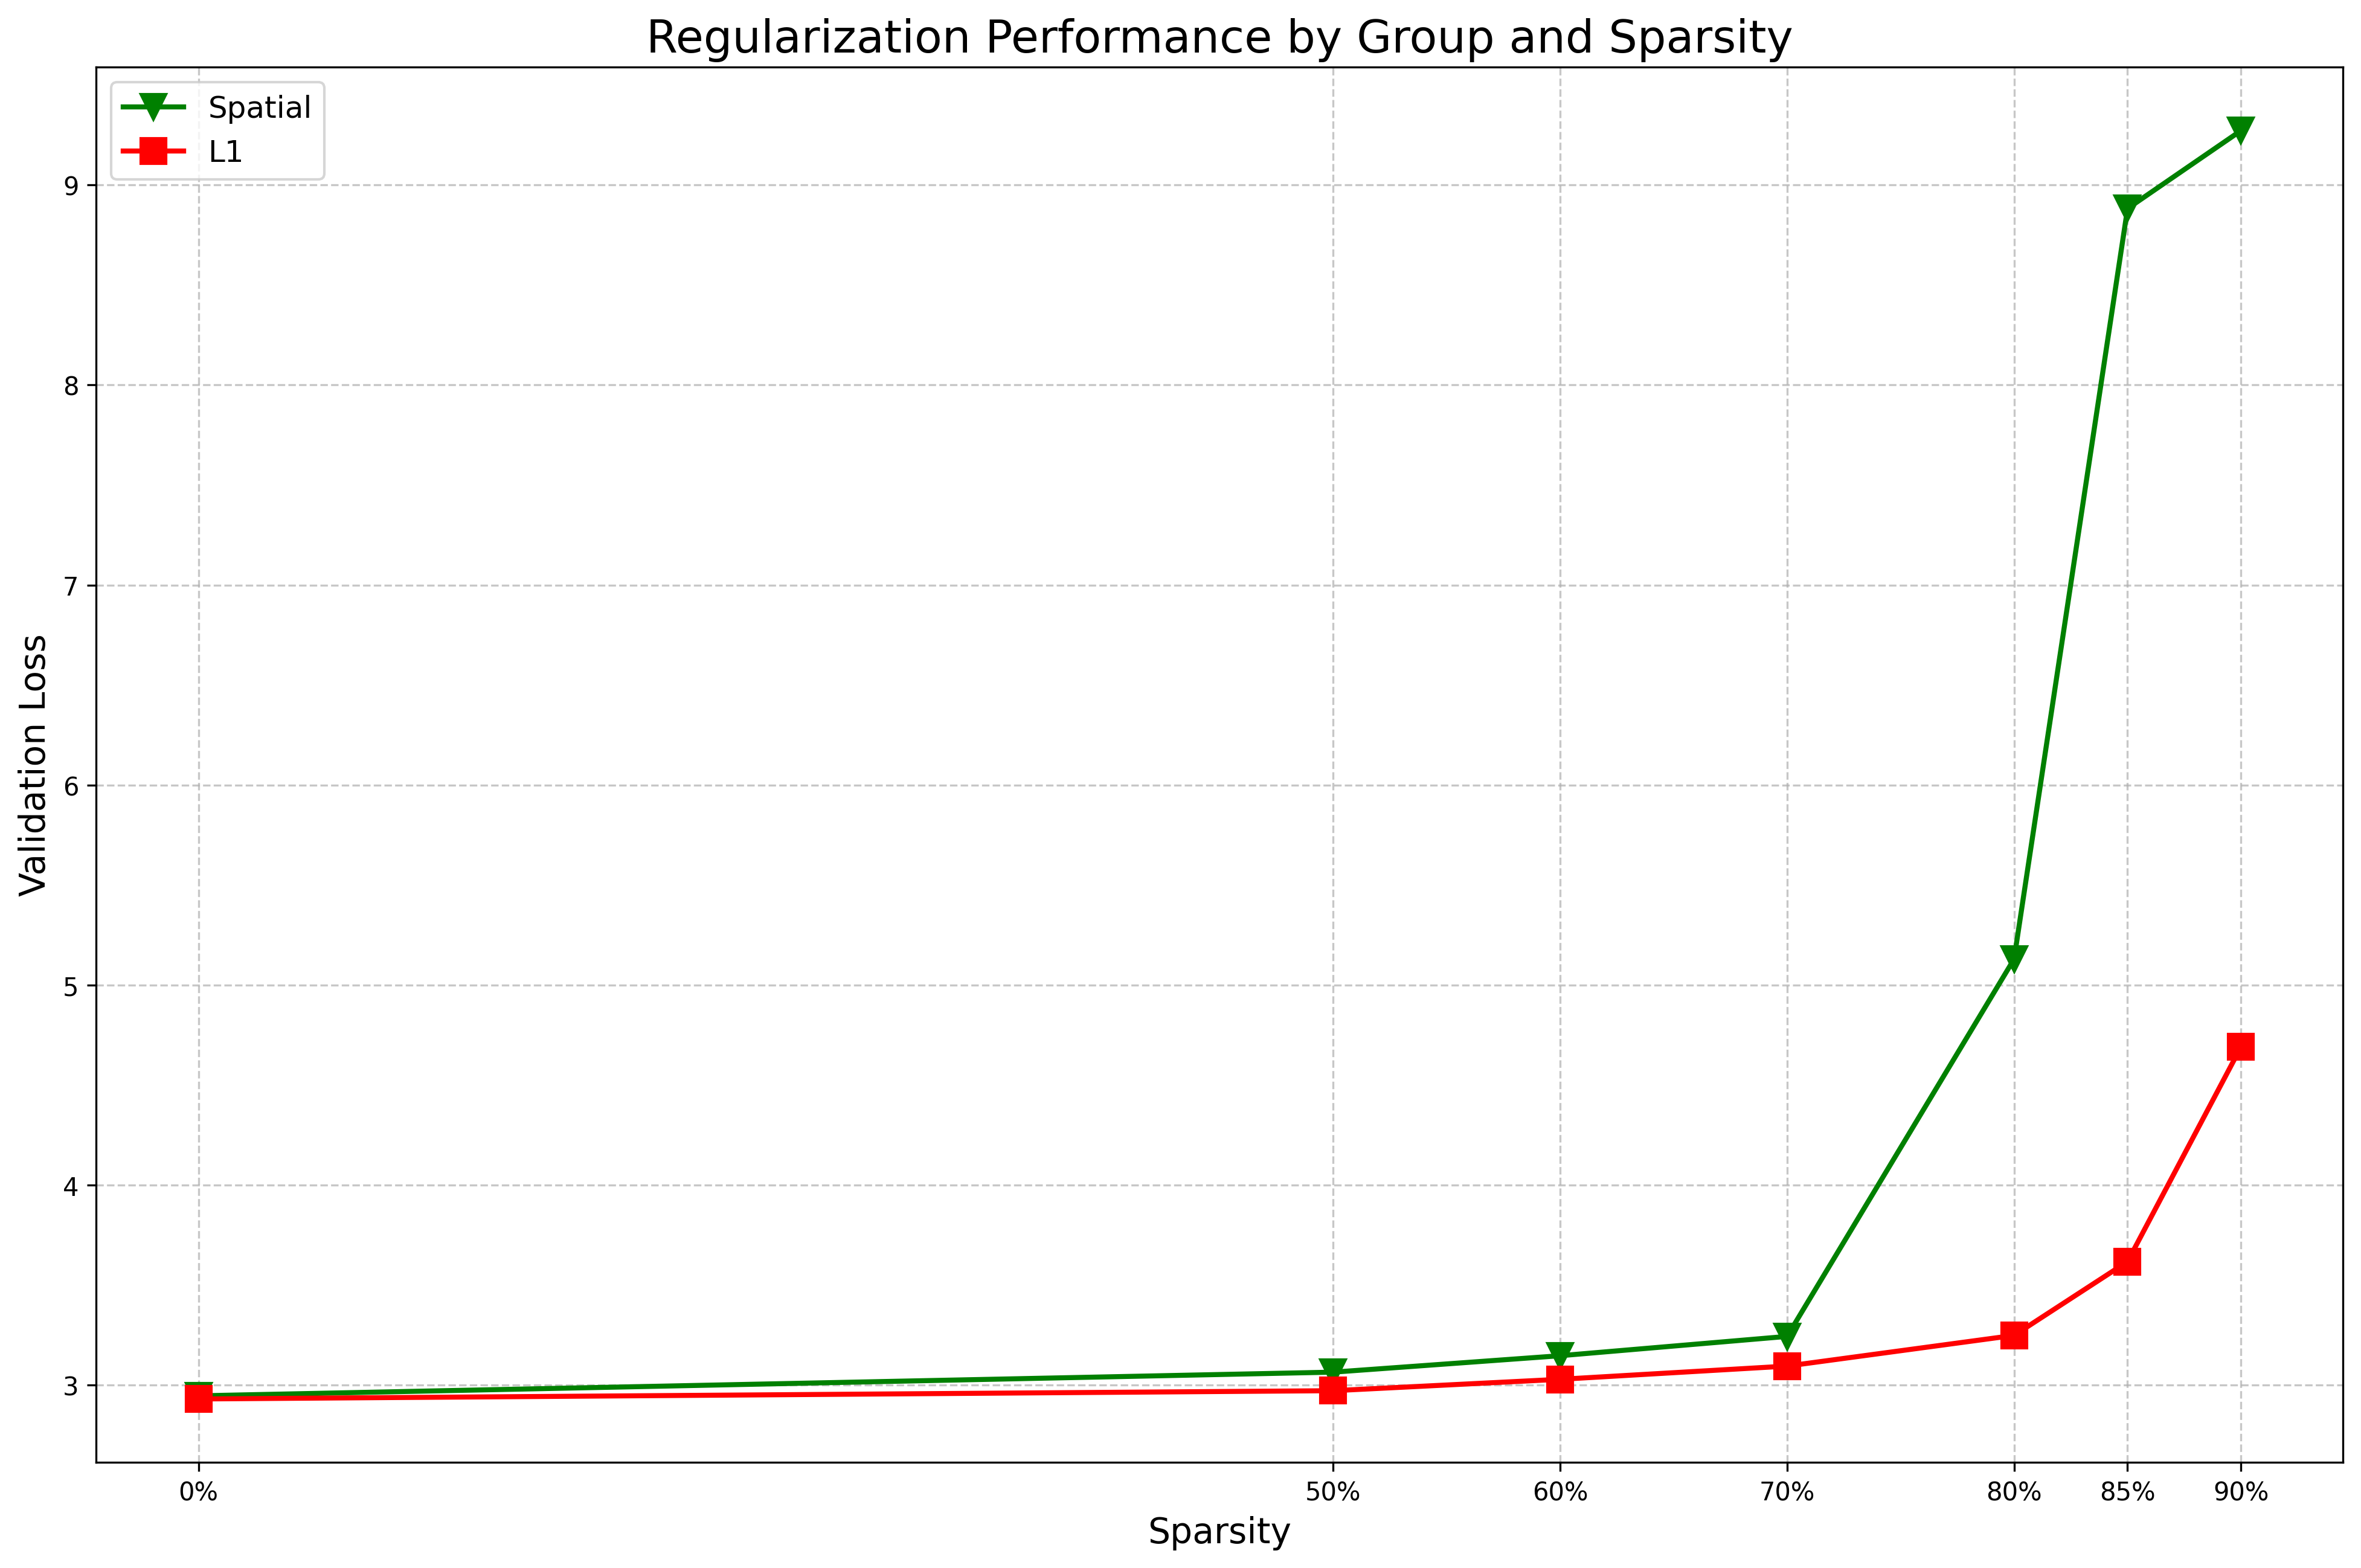 Regularization Performance by Group and Sparsity
Spatial
L1
9
8
7
6
5
4
3
Validation Loss
0% 50% 60% 70% 80% 85% 90%
Sparsity